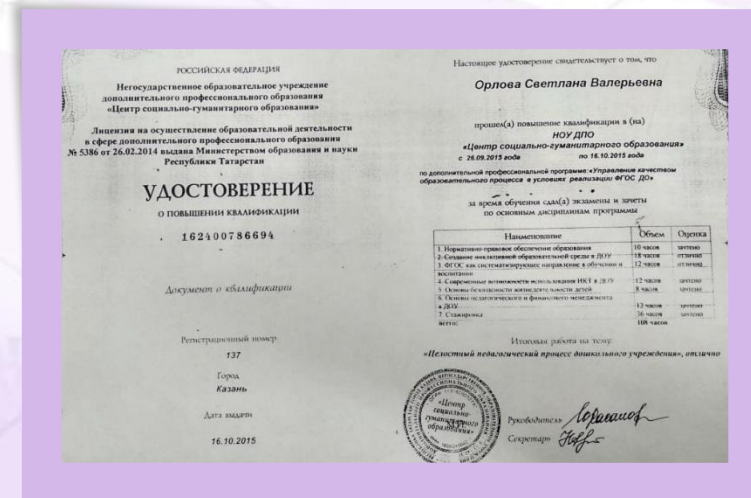 РОССИЙСКАЯ ФЕДЕРАЦИЯ
Негосударственное образовательное учреждение
дополнительного профессионального образования
«Центр социально-гуманитарного образования»
Лицензия на осуществление образовательной деятельности
в сфере дополнительного профессионального образования
№ 5386 от 26.02.2014 выдана Министерством образования и науки
Республики Татарстан
УДОСТОВЕРЕНИЕ
О ПОВЫШЕНИИ КВАЛИФИКАЦИИ
162400786694
Документ о квалификации
Регистрационный номер
137
Город
Казань
Дата выдачи
16.10.2015
Настоящее удостоверение свидетельствует о том, что
Орлова Светлана Валерьевна
прошел(а) повышение квалификации в (на)
НОУ ДПО
«Центр социально-гуманитарного образования»
с 26.09.2015 года по 16.10.2015 года
по дополнительной профессиональной программе:«Управление качеством
образовательного процесса в условиях реализации ФГОС ДО»
за время обучения сдал(а) экзамены и зачеты
по основным дисциплинам программы
Наименование Объем Оценка
1. Нормативно-правовое обеспечение образования 10 часов зачтено
2. Создание инклюзивной образовательной среды в ДОУ 18 часов отлично
3. ФГОС как систематизирующее направление в обучении и воспитании 12 часов отлично
4. Современные возможности использования ИКТ в ДОУ 12 часов зачтено
5. Основы безопасности жизнедеятельности детей 8 часов зачтено
6. Основы педагогического и финансового менеджмента
в ДОУ 12 часов зачтено
7. Стажировка 36 часов зачтено
всего: 108 часов
Итоговая работа на тему:
«Целостный педагогический процесс дошкольного учреждения», отлично
«Центр
социально-
гуманитарного
образования»
Руководитель
Секретарь